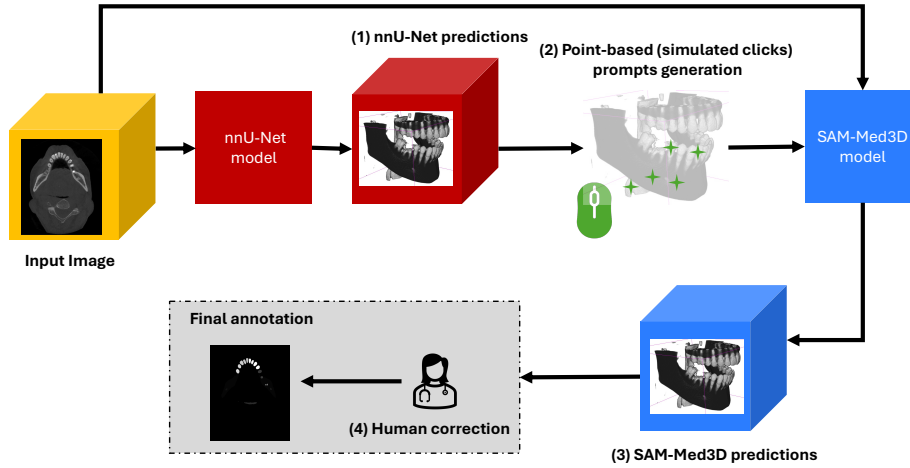 (1) nnU-Net predictions
(2) Point-based (simulated clicks)
prompts generation
nnU-Net
model
SAM-Med3D
model
Input Image
Final annotation
(4) Human correction
(3) SAM-Med3D predictions